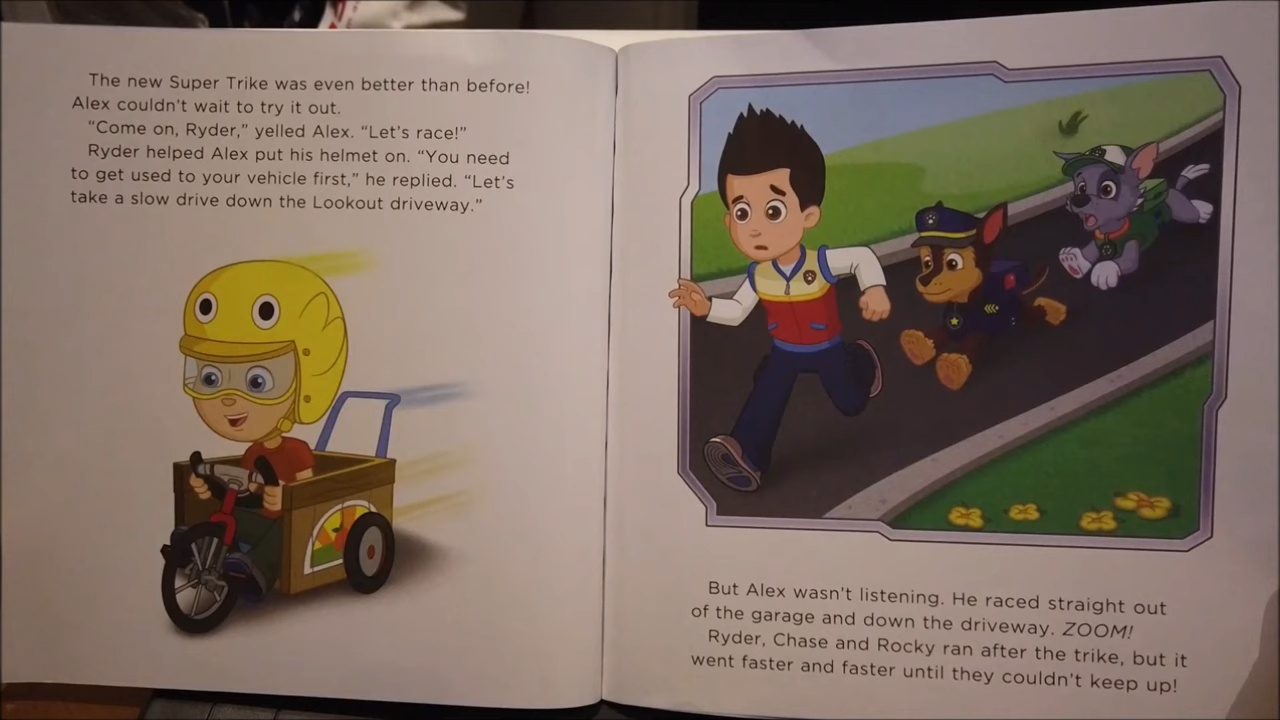 The new Super Trike was even better than before!
Alex couldn't wait to try it out.
"Come on, Ryder," yelled Alex. "Let's race!"
Ryder helped Alex put his helmet on. "You need
to get used to your vehicle first," he replied. "Let's
take a slow drive down the Lookout driveway."
But Alex wasn't listening. He raced straight out
of the garage and down the driveway. ZOOM!
Ryder, Chase and Rocky ran after the trike, but it
went faster and faster until they couldn't keep up!